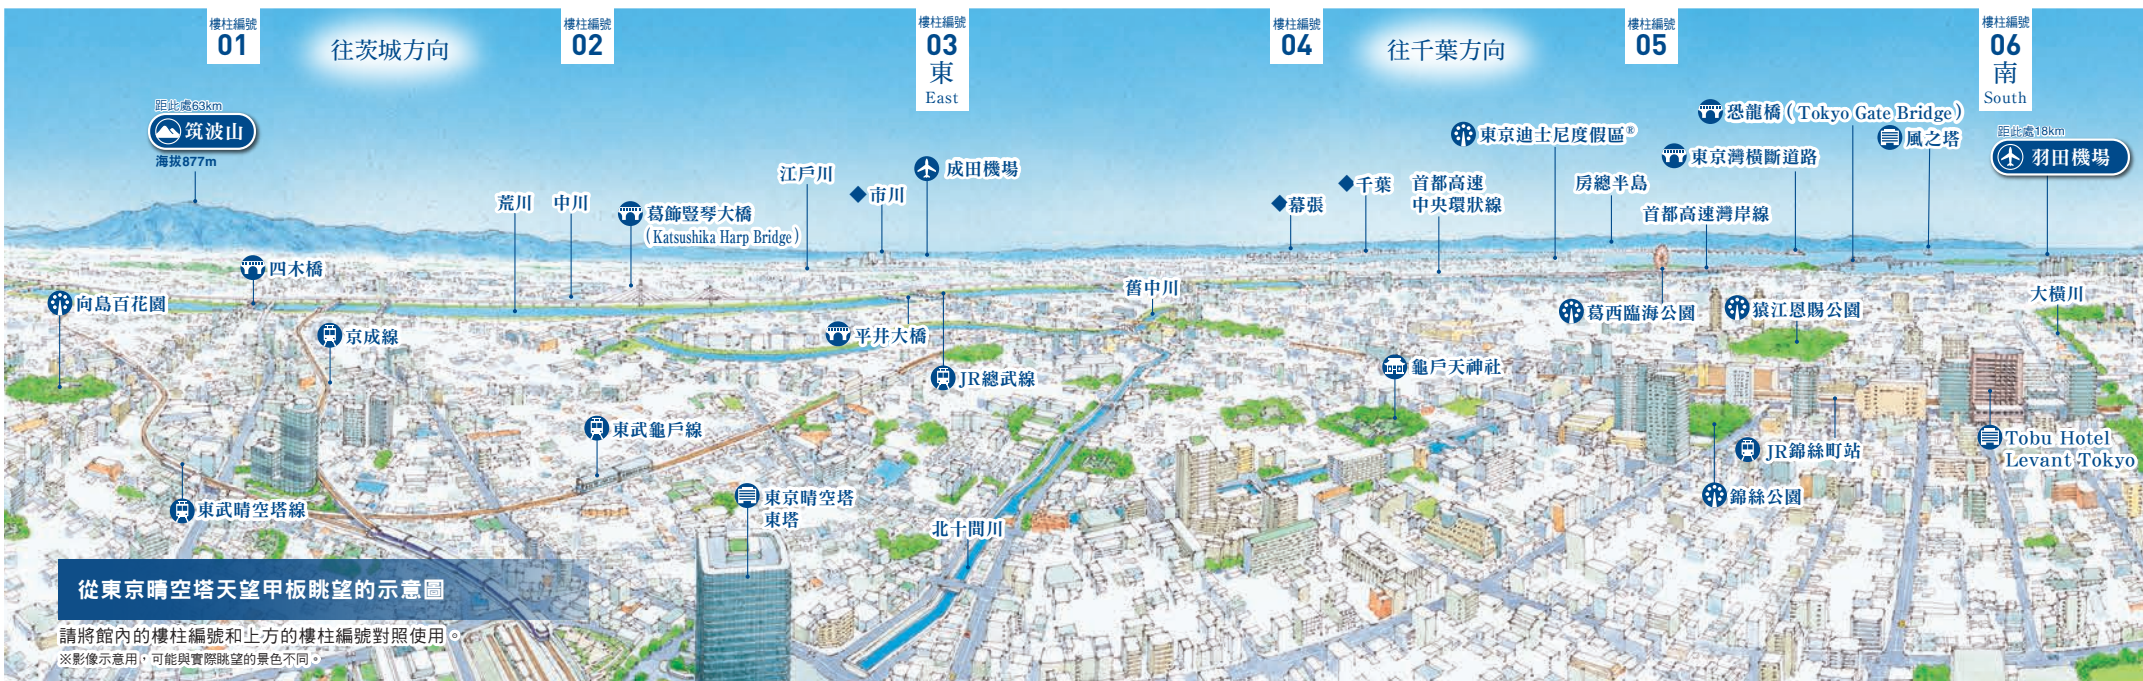 樓柱編號
01
往茨城方向
樓柱編號
02
樓柱編號
03
東
East
樓柱編號
04
往千葉方向
樓柱編號
05
樓柱編號
06
南
South
距此處63km
筑波山
海拔877m
荒川
中川
葛飾豎琴大橋
(Katsushika Harp Bridge)
江戶川
◆市川
成田機場
◆幕張
◆千葉
首都高速
中央環狀線
東京迪士尼度假區®
房總半島
恐龍橋(Tokyo Gate Bridge)
東京灣橫斷道路
首都高速灣岸線
風之塔
距此處18km
羽田機場
四木橋
向島百花園
京成線
平井大橋
舊中川
JR總武線
葛西臨海公園
猿江恩賜公園
大橫川
龜戶天神社
東武龜戶線
東武晴空塔線
東京晴空塔
東塔
北十間川
JR錦絲町站
錦絲公園
Tobu Hotel
Levant Tokyo
從東京晴空塔天望甲板眺望的示意圖
請將館內的樓柱編號和上方的樓柱編號對照使用。
※影像示意用，可能與實際眺望的景色不同。